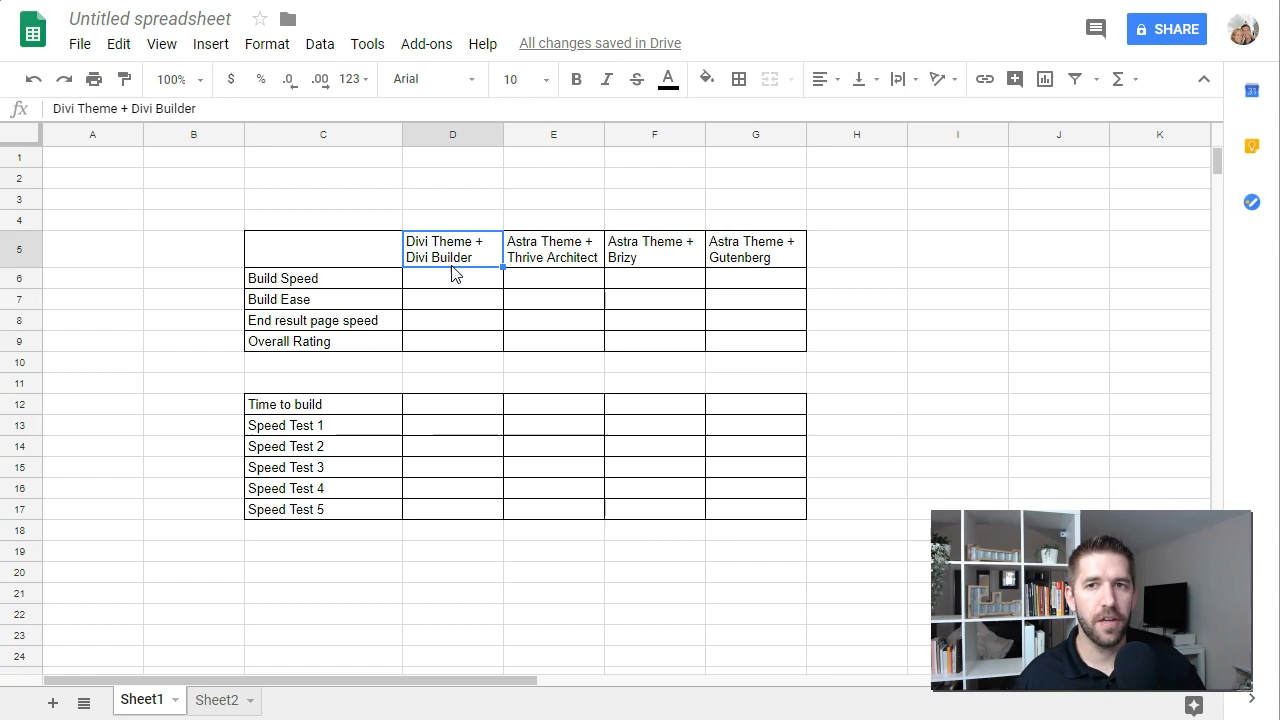 Untitled spreadsheet
File Edit View Insert Format Data Tools Add-ons Help All changes saved in Drive
SHARE
100% $ % .0 .00 123 Arial 10 B I S A
31
fx Divi Theme + Divi Builder
A B C D E F G H I J K
1
2
3
4
5 Divi Theme + Divi Builder Astra Theme + Thrive Architect Astra Theme + Brizy Astra Theme + Gutenberg
6 Build Speed
7 Build Ease
8 End result page speed
9 Overall Rating
10
11
12 Time to build
13 Speed Test 1
14 Speed Test 2
15 Speed Test 3
16 Speed Test 4
17 Speed Test 5
18
19
20
21
22
23
24
Sheet1 Sheet2